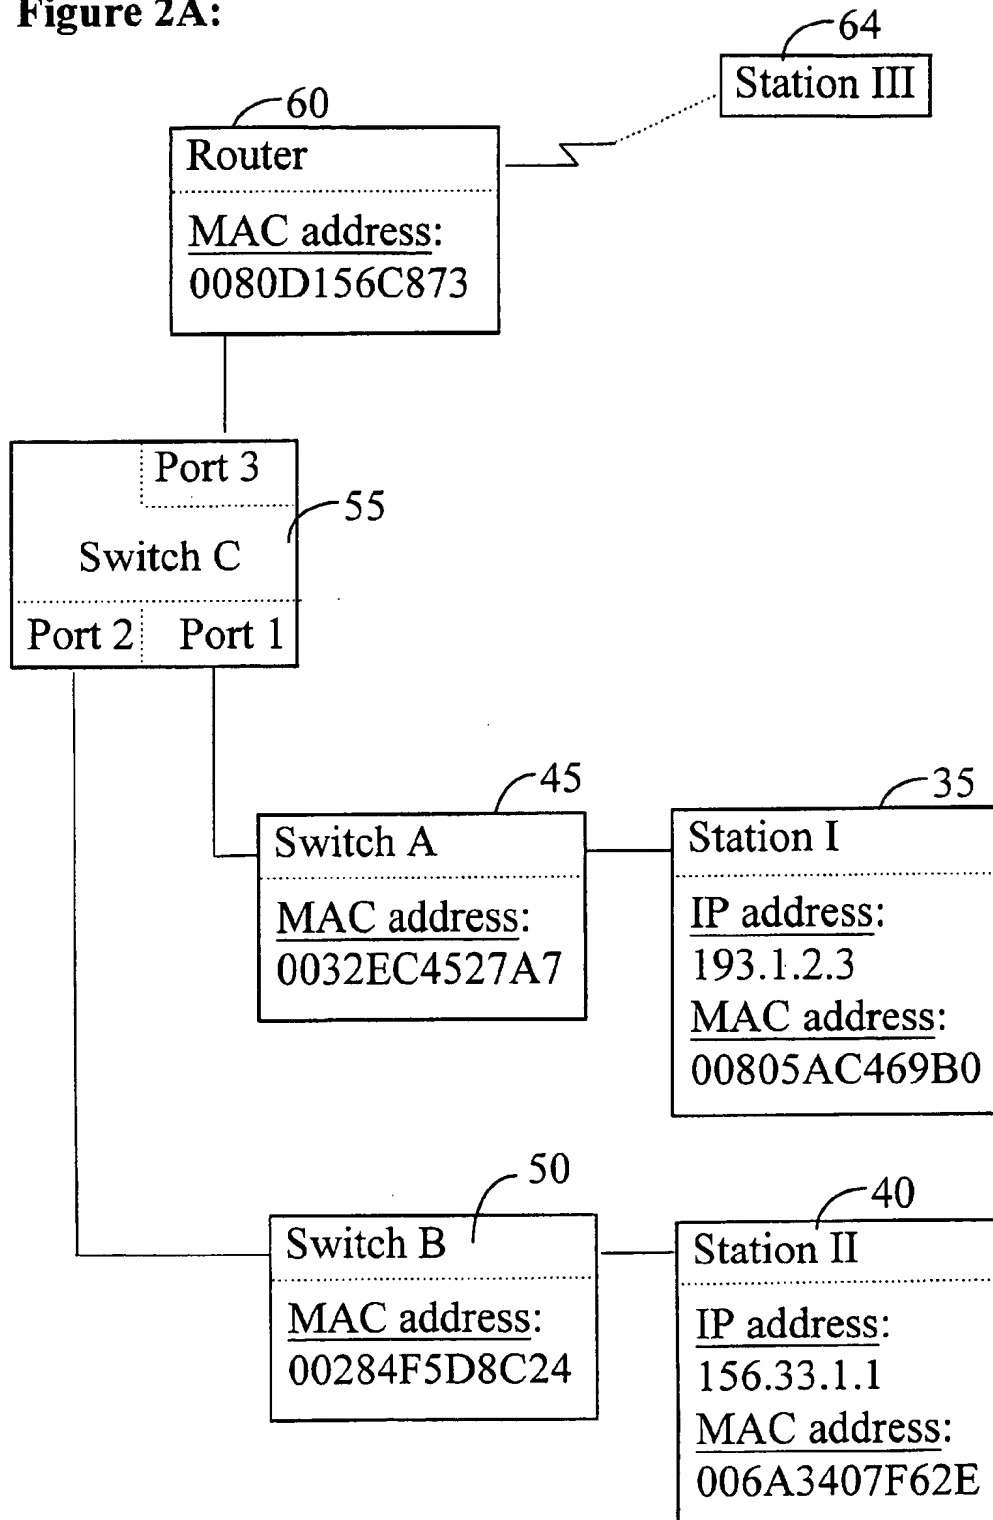 Figure 2A:
64
Station III
60
Router
MAC address:
0080D156C873
Port 3
55
Switch C
Port 2
Port 1
45
Switch A
MAC address:
0032EC4527A7
35
Station I
IP address:
193.1.2.3
MAC address:
00805AC469B0
50
Switch B
MAC address:
00284F5D8C24
40
Station II
IP address:
156.33.1.1
MAC address:
006A3407F62E